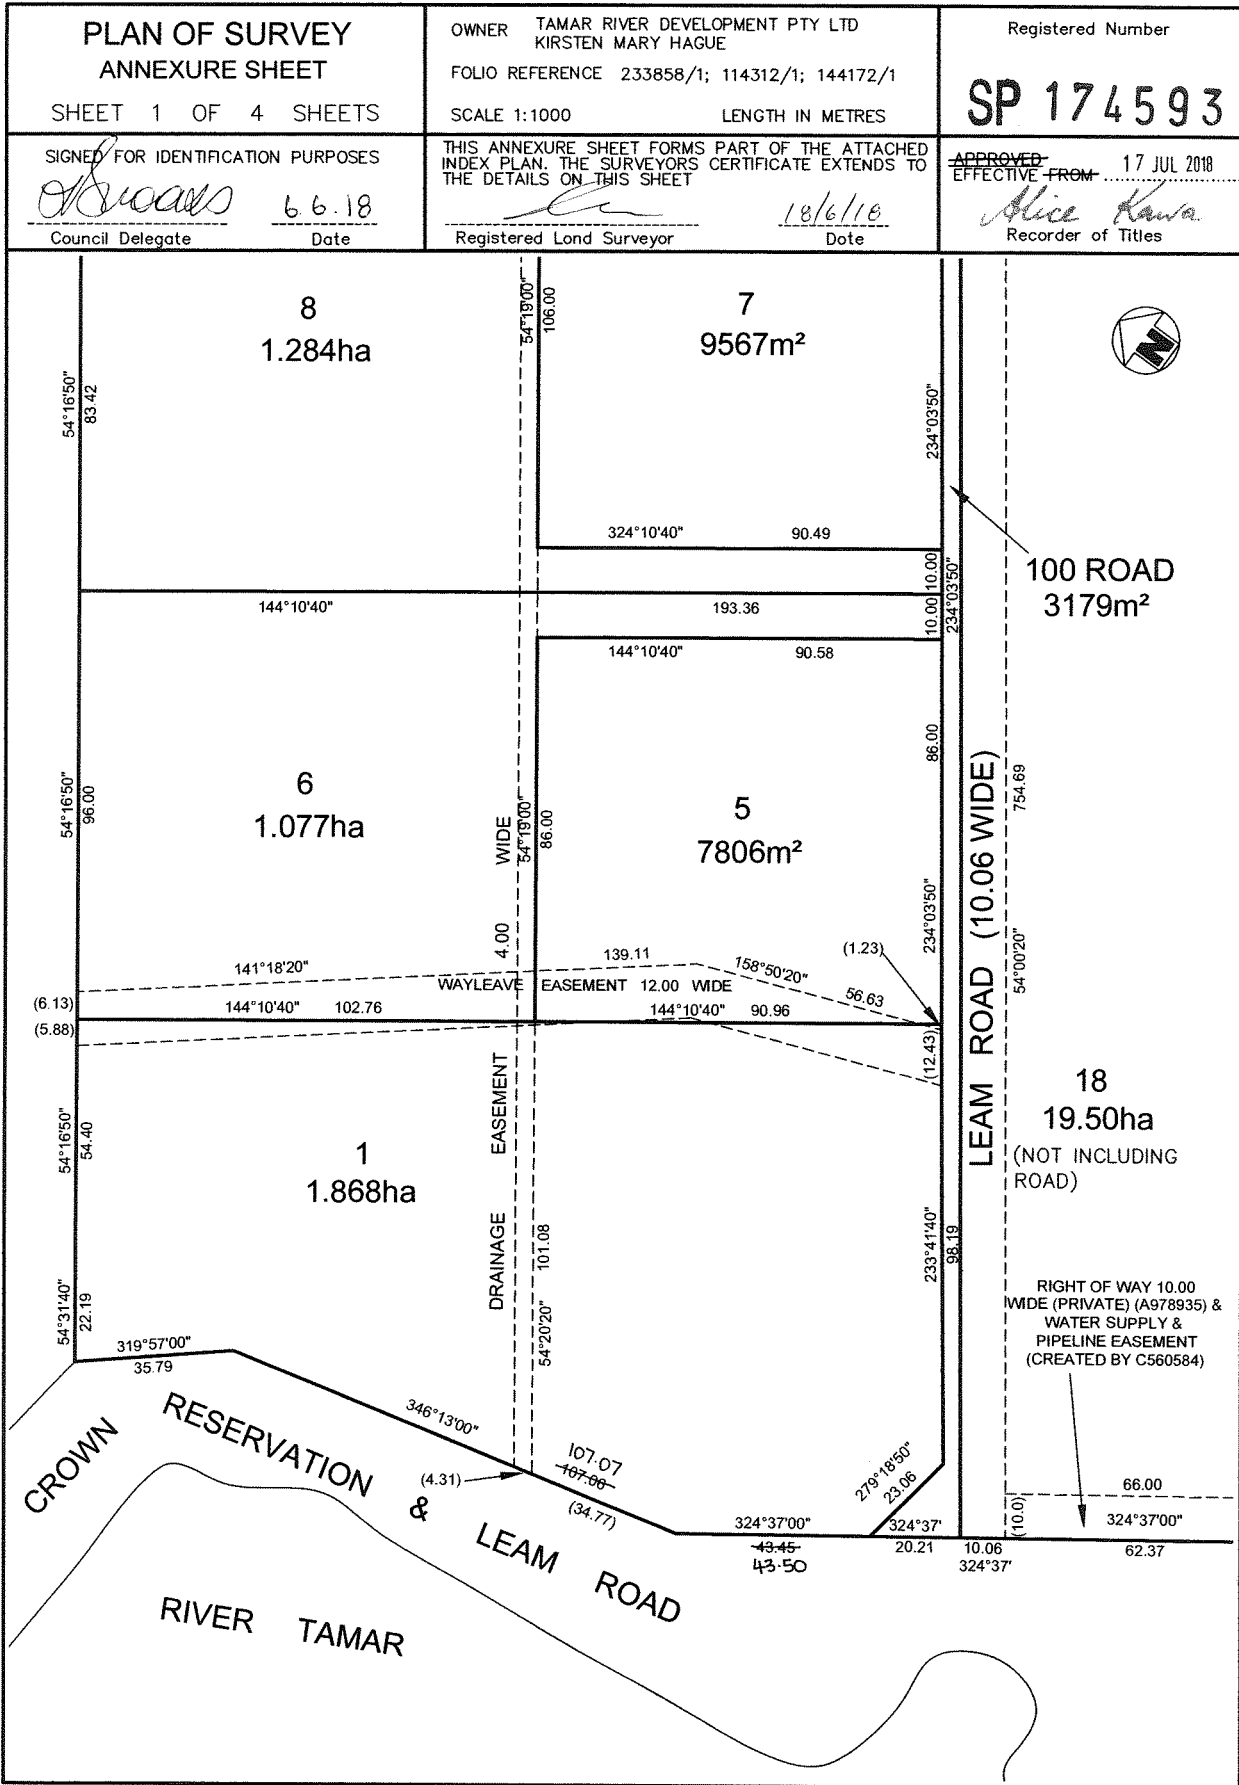 PLAN OF SURVEY
ANNEXURE SHEET
SHEET 1 OF 4 SHEETS
OWNER TAMAR RIVER DEVELOPMENT PTY LTD
KIRSTEN MARY HAGUE
FOLIO REFERENCE 233858/1; 114312/1; 144172/1
SCALE 1:1000 LENGTH IN METRES
Registered Number
SP 174593
SIGNED FOR IDENTIFICATION PURPOSES
6.6.18
Council Delegate Date
THIS ANNEXURE SHEET FORMS PART OF THE ATTACHED
INDEX PLAN. THE SURVEYORS CERTIFICATE EXTENDS TO
THE DETAILS ON THIS SHEET
18/6/18
Registered Land Surveyor Date
APPROVED
EFFECTIVE FROM 17 JUL 2018
Alice Kawa
Recorder of Titles
8
1.284ha
54°19'00"
106.00
7
9567m²
N
54°16'50"
83.42
234°03'50"
324°10'40" 90.49
100 ROAD
3179m²
10.00
10.00
234°03'50"
144°10'40" 193.36
144°10'40" 90.58
86.00
6
1.077ha
54°16'50"
96.00
54°19'00"
86.00
5
7806m²
LEAM ROAD (10.06 WIDE)
754.69
54°00'20"
4.00 WIDE
234°03'50"
(1.23)
141°18'20"
139.11
158°50'20"
56.63
WAYLEAVE EASEMENT 12.00 WIDE
(6.13)
144°10'40" 102.76
144°10'40" 90.96
(5.88)
(12.43)
DRAINAGE EASEMENT
18
19.50ha
(NOT INCLUDING
ROAD)
54°16'50"
54.40
1
1.868ha
54°20'20"
101.08
233°41'40"
98.19
54°31'40"
22.19
RIGHT OF WAY 10.00
WIDE (PRIVATE) (A978935) &
WATER SUPPLY &
PIPELINE EASEMENT
(CREATED BY C560584)
319°57'00"
35.79
346°13'00"
107.07
107.06
(4.31)
(34.77)
279°18'50"
23.06
66.00
(10.0)
324°37'00"
43.45
43.50
324°37'
20.21
10.06
324°37'
324°37'00"
62.37
CROWN RESERVATION & LEAM ROAD
RIVER TAMAR